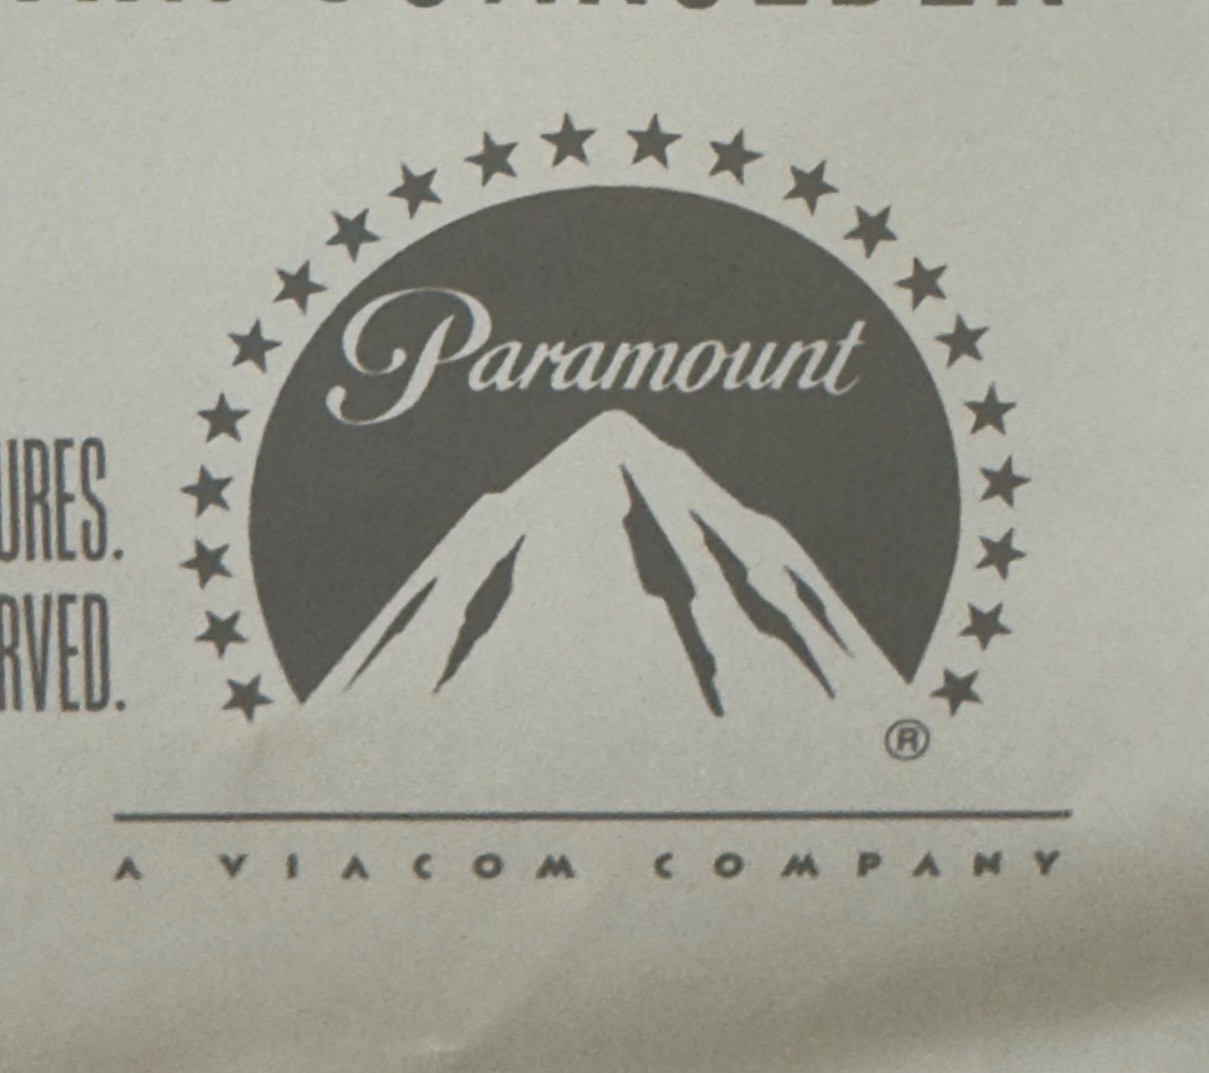 Paramount
URES.
RVED.
®
A VIACOM COMPANY